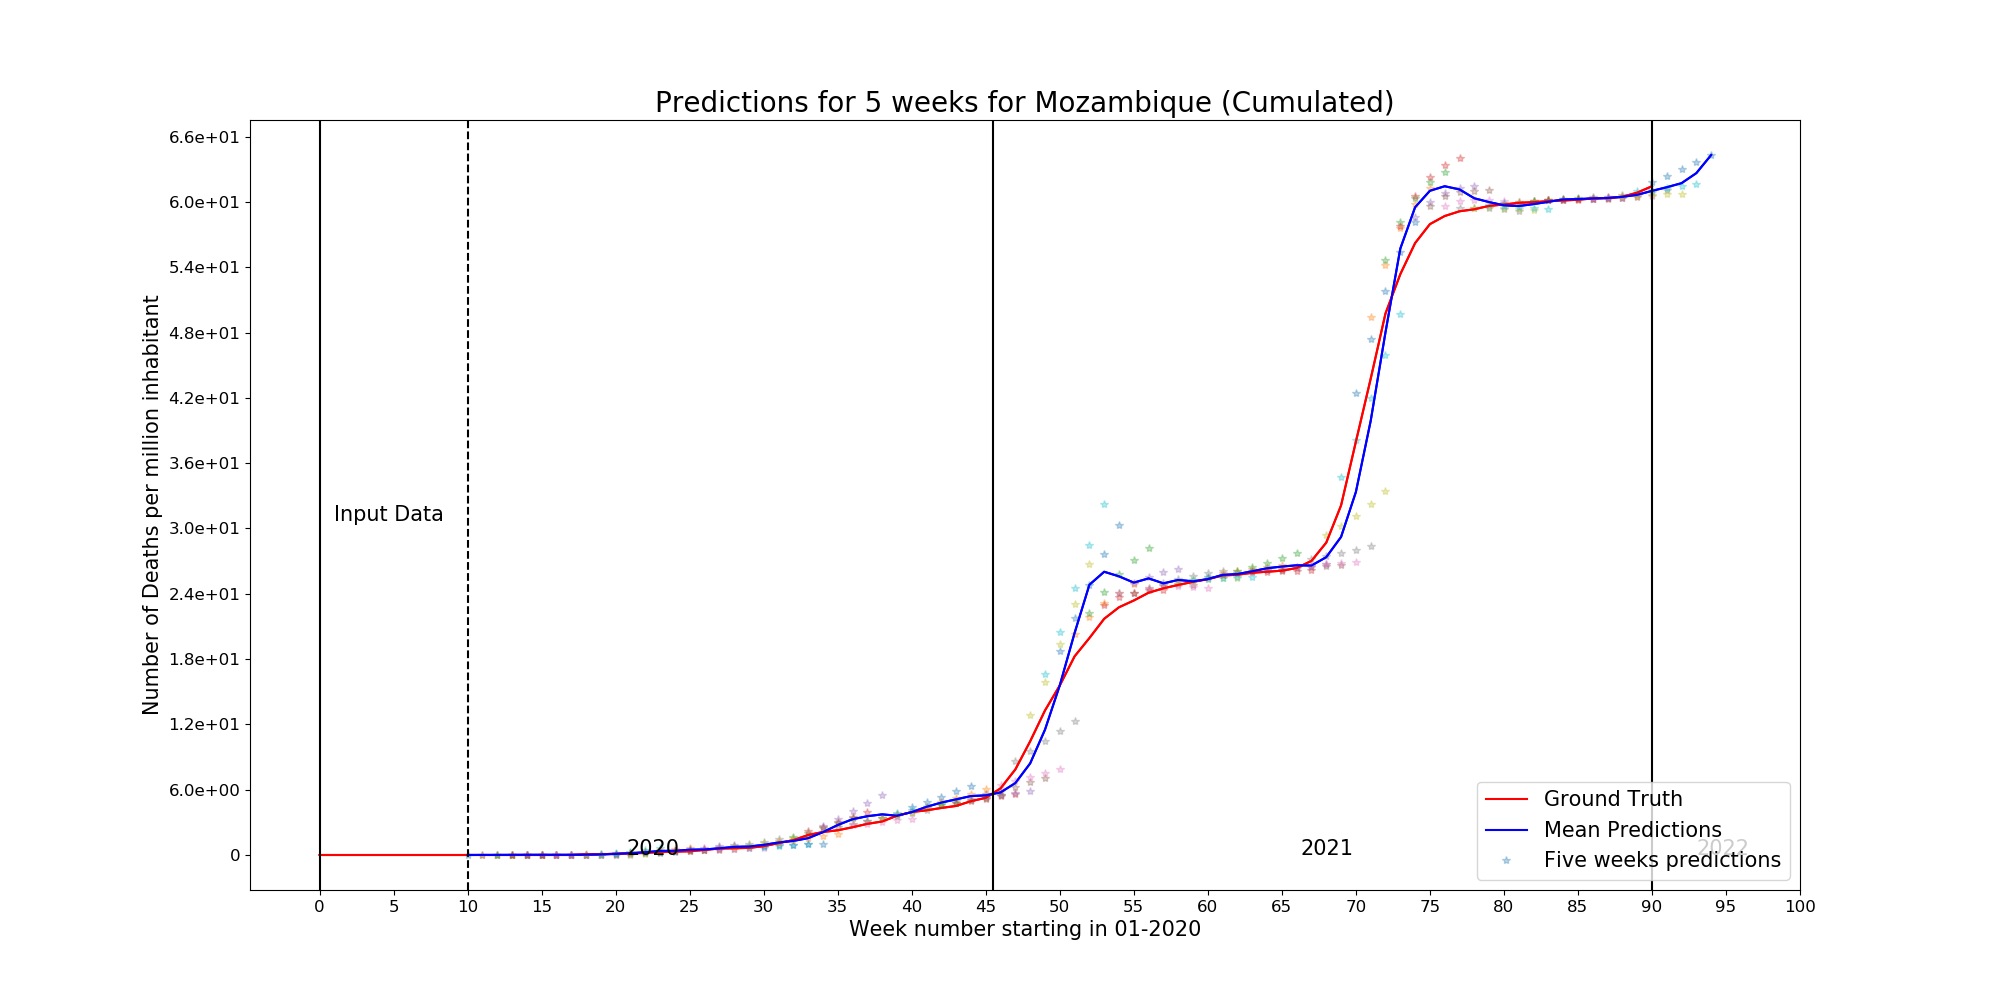 Predictions for 5 weeks for Mozambique (Cumulated)
6.6e+01
6.0e+01
5.4e+01
4.8e+01
4.2e+01
3.6e+01
3.0e+01
2.4e+01
1.8e+01
1.2e+01
6.0e+00
0
Number of Deaths per million inhabitant
Input Data
2020
2021
2022
Ground Truth
Mean Predictions
Five weeks predictions
0 5 10 15 20 25 30 35 40 45 50 55 60 65 70 75 80 85 90 95 100
Week number starting in 01-2020